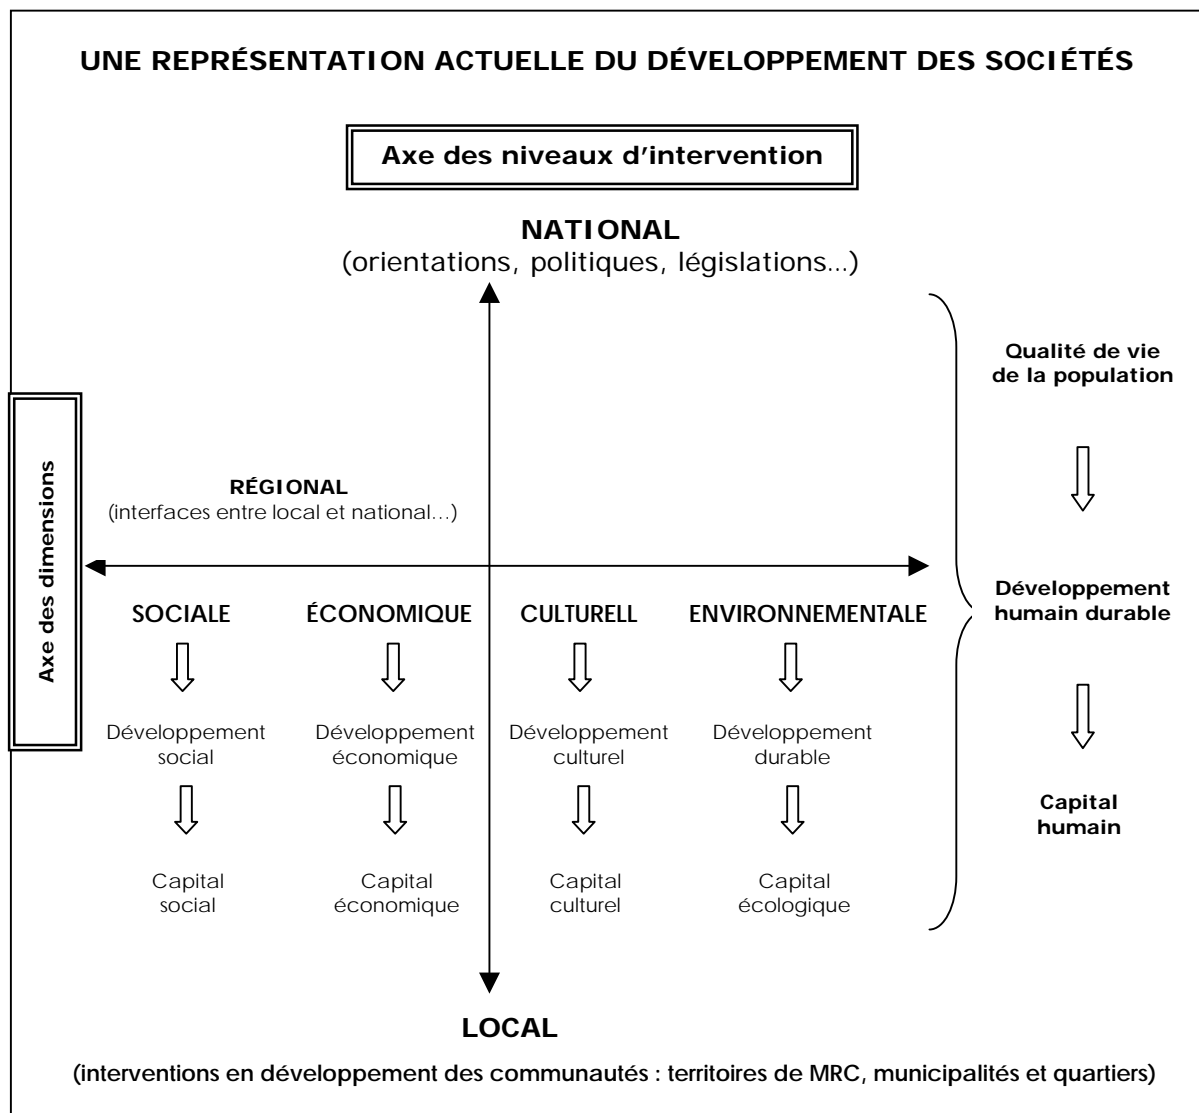 UNE REPRÉSENTATION ACTUELLE DU DÉVELOPPEMENT DES SOCIÉTÉS
Axe des niveaux d'intervention
NATIONAL
(orientations, politiques, législations...)
Qualité de vie
de la population
Axe des dimensions
RÉGIONAL
(interfaces entre local et national...)
Développement
humain durable
SOCIALE
ÉCONOMIQUE
CULTURELL
ENVIRONNEMENTALE
Développement
social
Développement
économique
Développement
culturel
Développement
durable
Capital
humain
Capital
social
Capital
économique
Capital
culturel
Capital
écologique
LOCAL
(interventions en développement des communautés : territoires de MRC, municipalités et quartiers)